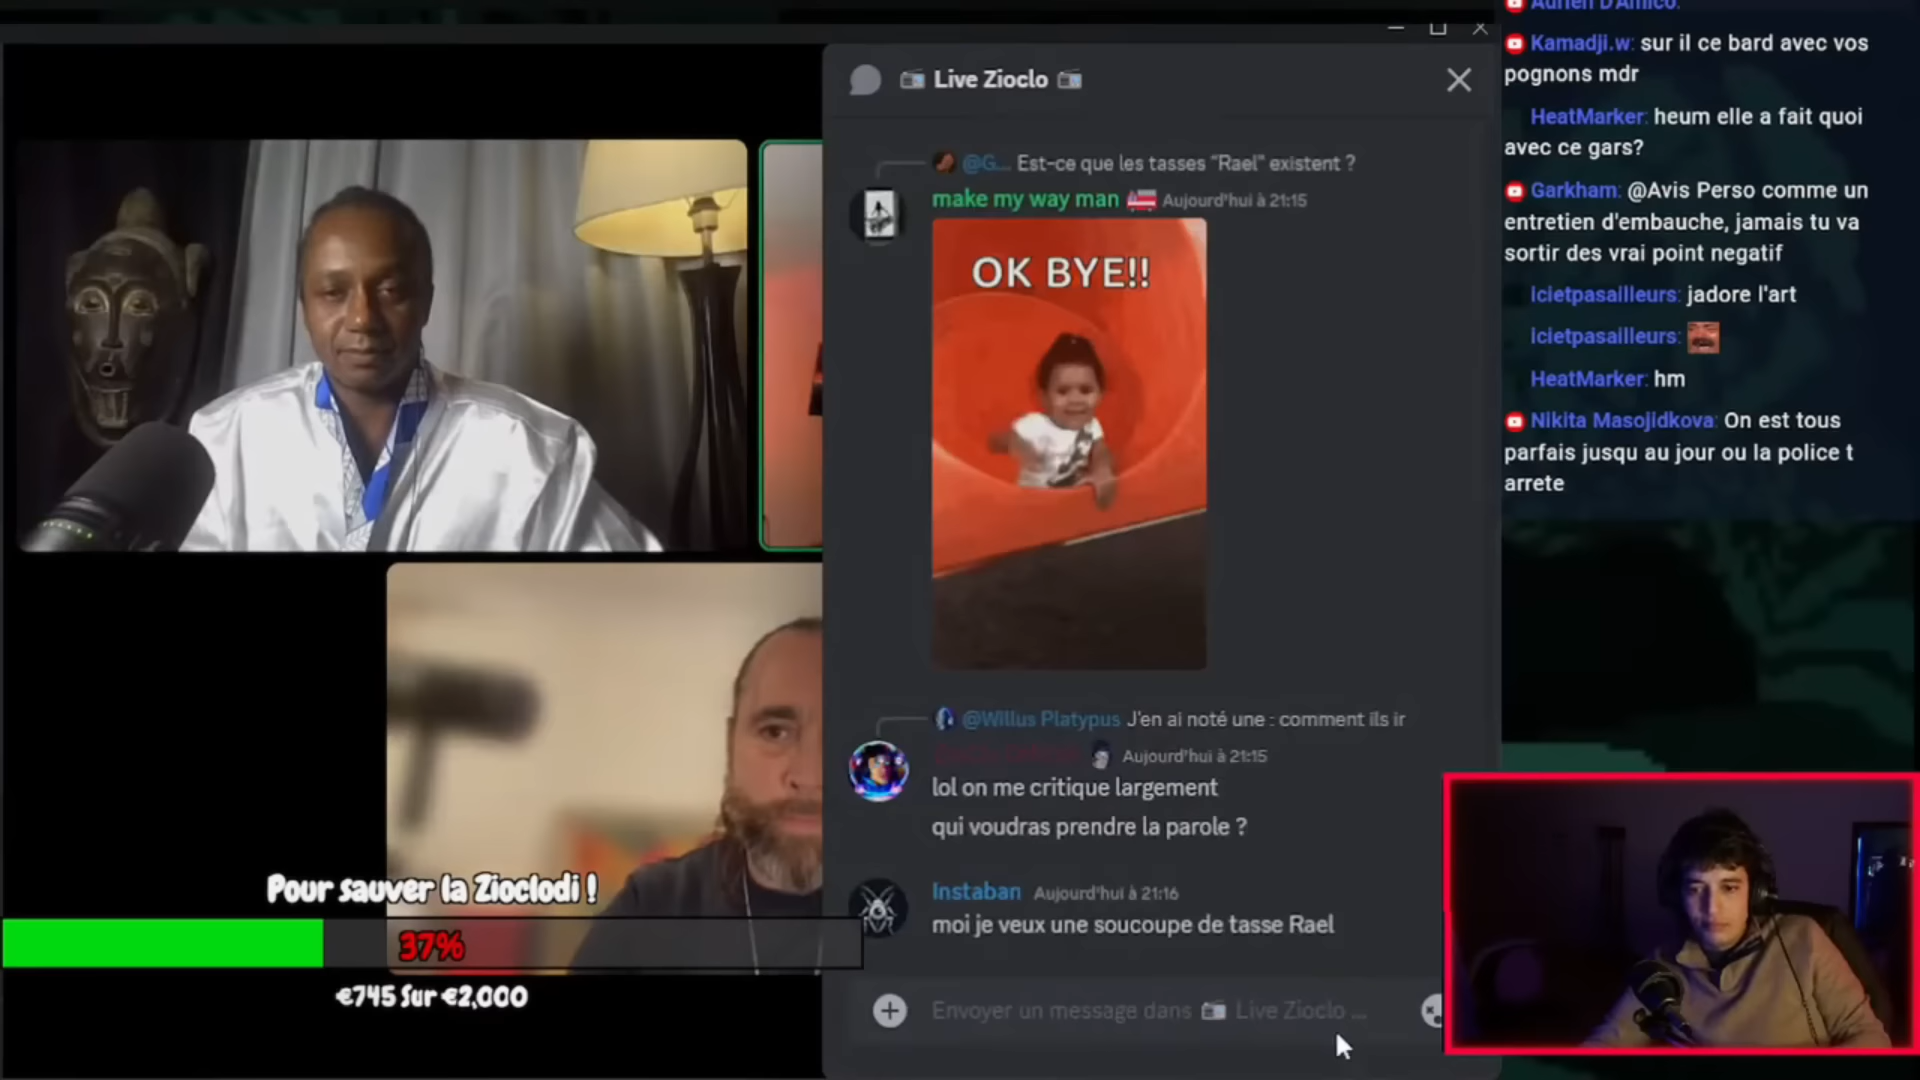 Live Zioclo
@G... Est-ce que les tasses "Rael" existent ?
make my way man Aujourd'hui à 21:15
OK BYE!!
@Willus Platypus J'en ai noté une : comment ils ir
Aujourd'hui à 21:15
lol on me critique largement
qui voudras prendre la parole ?
Instaban Aujourd'hui à 21:16
moi je veux une soucoupe de tasse Rael
Envoyer un message dans Live Zioclo ...
Pour sauver la Zioclodi !
37%
€745 Sur €2,000
Adrien D'Amico:
Kamadji.w: sur il ce bard avec vos
pognons mdr
HeatMarker: heum elle a fait quoi
avec ce gars?
Garkham: @Avis Perso comme un
entretien d'embauche, jamais tu va
sortir des vrai point negatif
Icietpasailleurs: jadore l'art
icietpasailleurs:
HeatMarker: hm
Nikita Masojidkova: On est tous
parfais jusqu au jour ou la police t
arrete